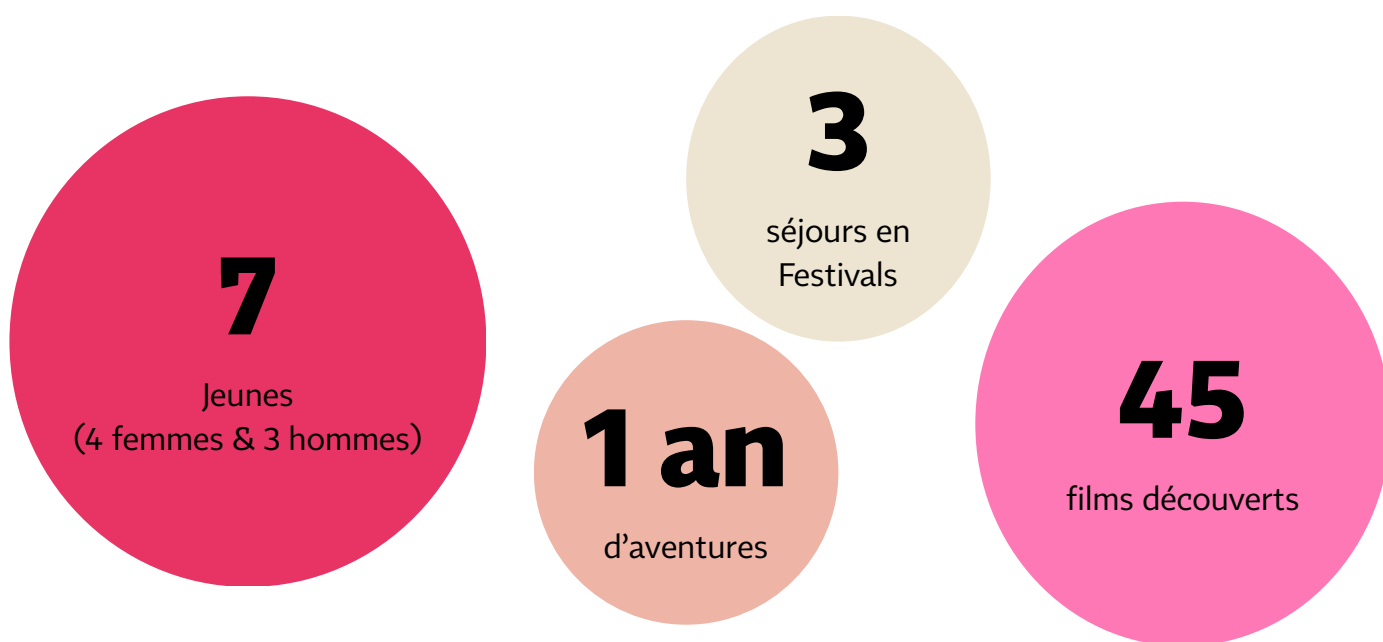 7
Jeunes
(4 femmes & 3 hommes)
1 an
d’aventures
3
séjours en
Festivals
45
films découverts